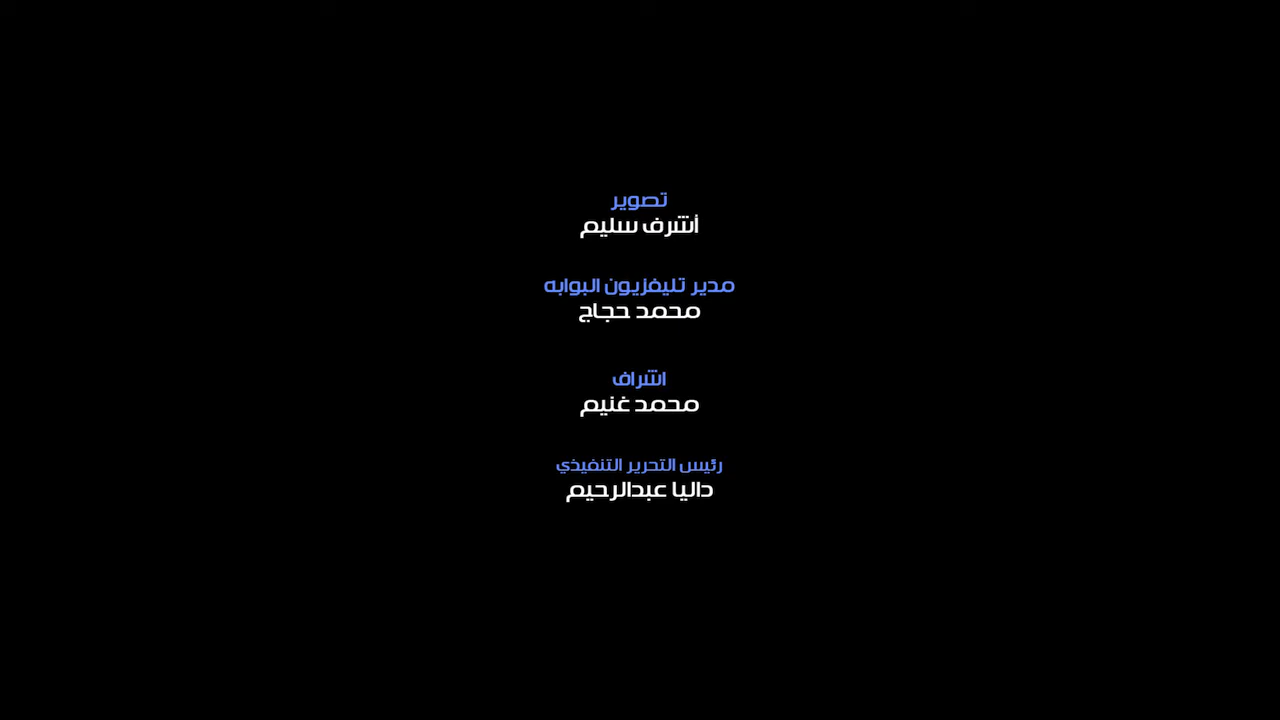 تصوير
أشرف سليم
مدير تليفزيون البوابه
محمد حجاج
اشراف
محمد غنيم
رئيس التحرير التنفيذي
داليا عبدالرحيم